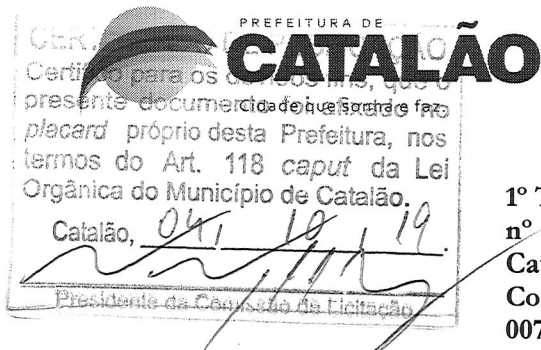 PREFEITURA DE
CATALÃO
Cidade que Sonha e faz.
Certifico para os devidos fins, que o
presente documento foi afixado no
placard próprio desta Prefeitura, nos
termos do Art. 118 caput da Lei
Orgânica do Município de Catalão.
Catalão, 04, 10 19.
Presidente da Comissão de Licitação
1º
nº
Ca
Co
007